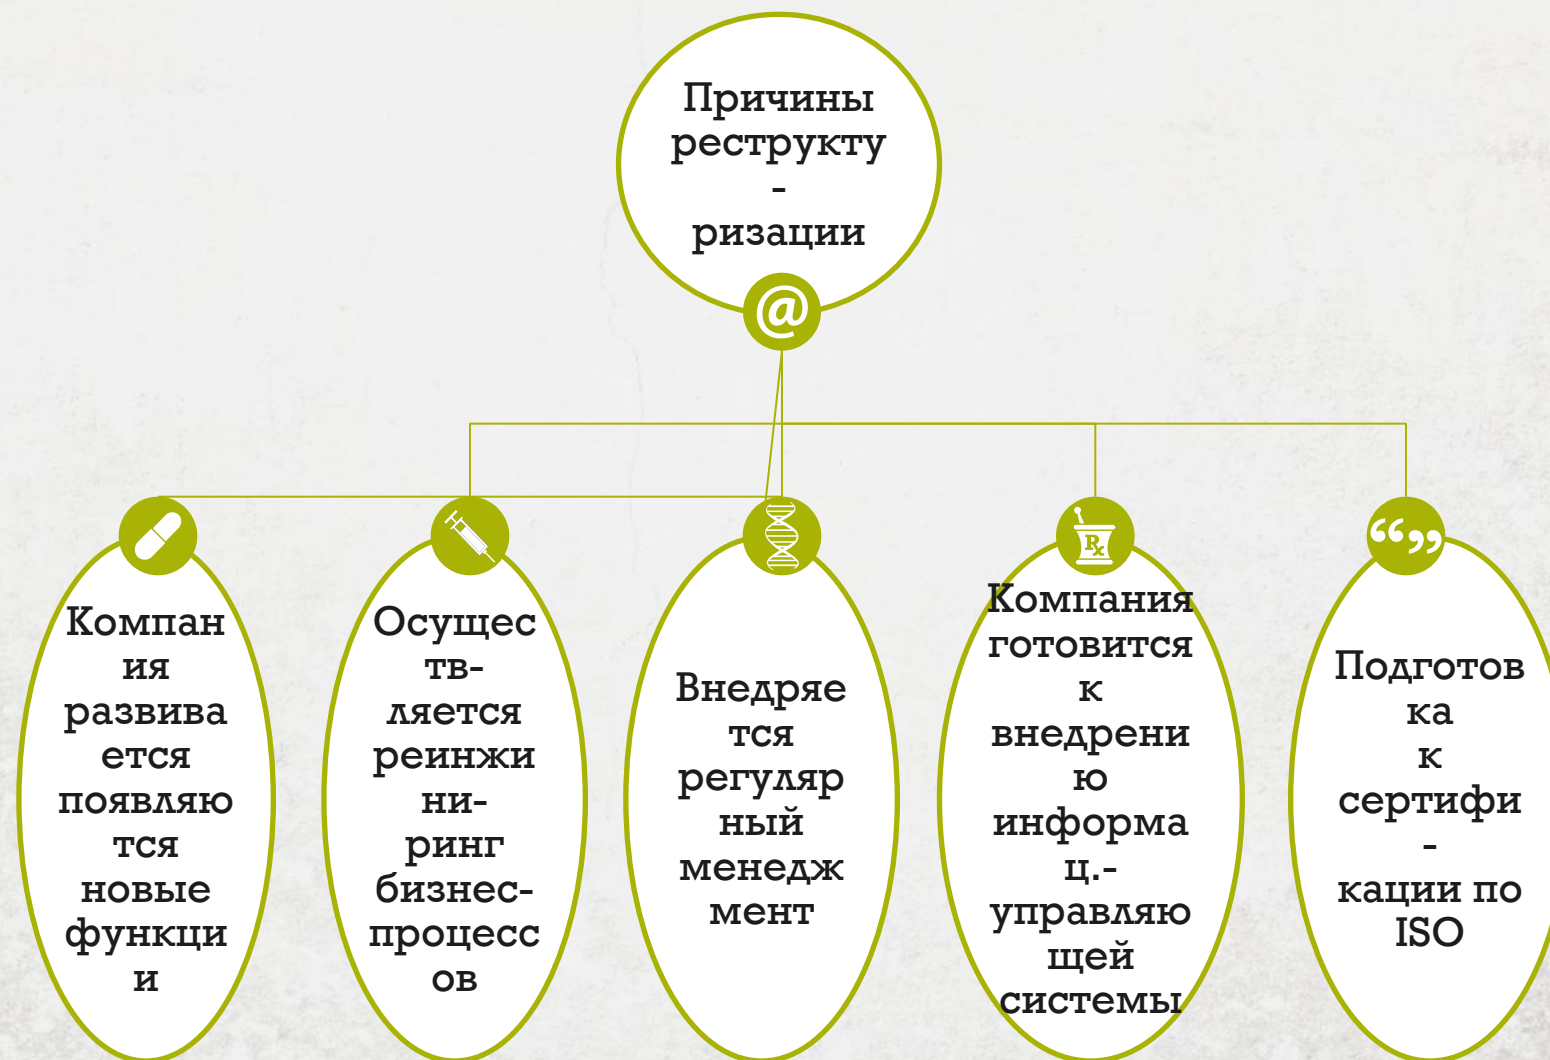 Причины
реструкту
-
ризации
@
Компан
ия
развива
ется
появляю
тся
новые
функци
и
Осущес
тв-
ляется
реинжи
ни-
ринг
бизнес-
процесс
ов
Внедряе
тся
регуляр
ный
менедж
мент
Rx
Компания
готовится
к
внедрени
ю
информа
ц.-
управляю
щей
системы
“„
Подготов
ка
к
сертифи
-
кации по
ISO